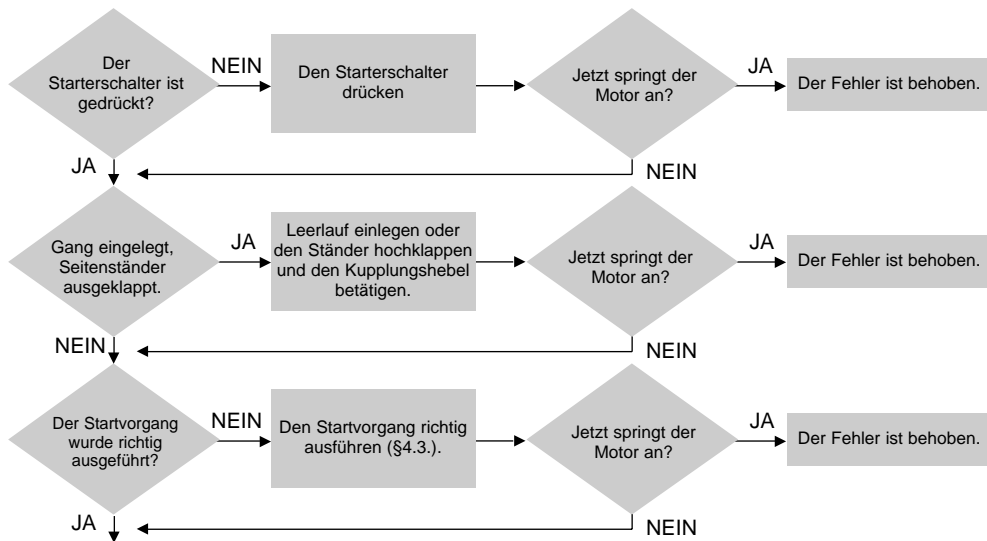 Der
Starterschalter ist
gedrückt?
NEIN
Den Starterschalter
drücken
Jetzt springt der
Motor an?
JA
Der Fehler ist behoben.
JA
NEIN
Gang eingelegt,
Seitenständer
ausgeklappt.
JA
Leerlauf einlegen oder
den Ständer hochklappen
und den Kupplungshebel
betätigen.
Jetzt springt der
Motor an?
JA
Der Fehler ist behoben.
NEIN
NEIN
Der Startvorgang
wurde richtig
ausgeführt?
NEIN
Den Startvorgang richtig
ausführen (§4.3.).
Jetzt springt der
Motor an?
JA
Der Fehler ist behoben.
JA
NEIN